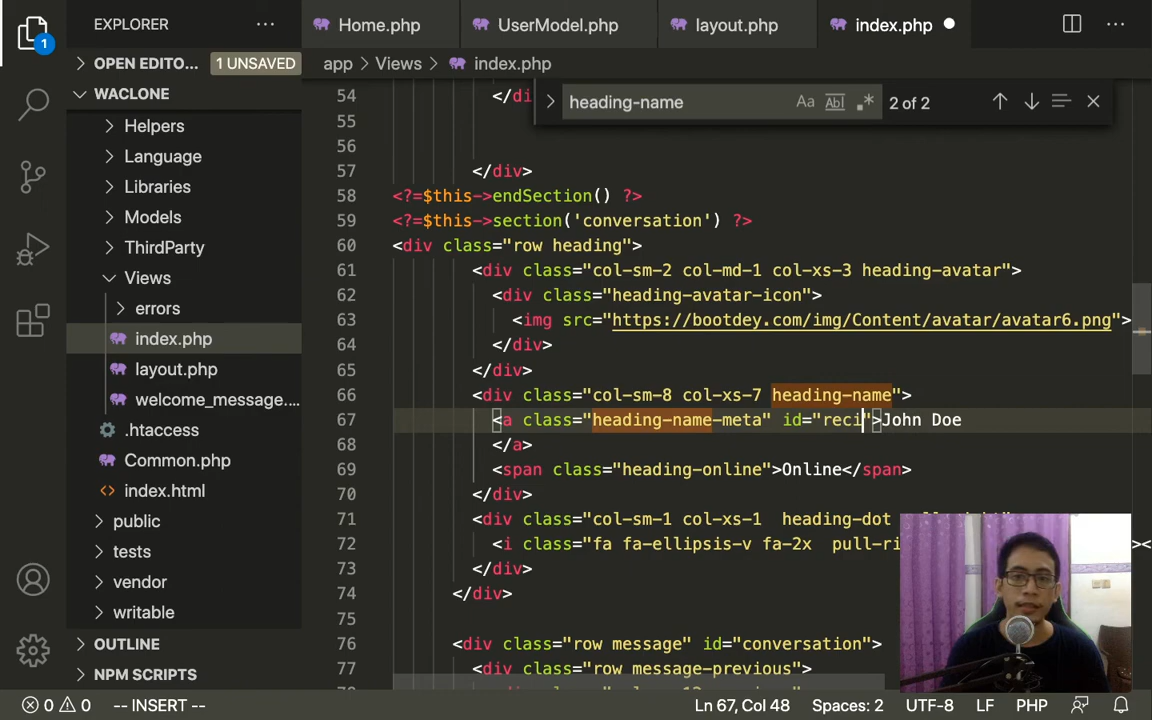 EXPLORER ···
Home.php
UserModel.php
layout.php
index.php
···
1
OPEN EDITO... 1 UNSAVED
app > Views > index.php
WACLONE
heading-name Aa Abl .* 2 of 2
Helpers
Language
Libraries
Models
ThirdParty
Views
errors
index.php
layout.php
welcome_message....
.htaccess
Common.php
index.html
public
tests
vendor
writable
OUTLINE
NPM SCRIPTS
54 </di
55
56
57 </div>
58 <?=$this->endSection() ?>
59 <?=$this->section('conversation') ?>
60 <div class="row heading">
61 <div class="col-sm-2 col-md-1 col-xs-3 heading-avatar">
62 <div class="heading-avatar-icon">
63 <img src="https://bootdey.com/img/Content/avatar/avatar6.png">
64 </div>
65 </div>
66 <div class="col-sm-8 col-xs-7 heading-name">
67 <a class="heading-name-meta" id="reci">John Doe
68 </a>
69 <span class="heading-online">Online</span>
70 </div>
71 <div class="col-sm-1 col-xs-1  heading-dot
72 <i class="fa fa-ellipsis-v fa-2x  pull-ri ><
73 </div>
74 </div>
75
76 <div class="row message" id="conversation">
77 <div class="row message-previous">
0 0 -- INSERT -- Ln 67, Col 48 Spaces: 2 UTF-8 LF PHP